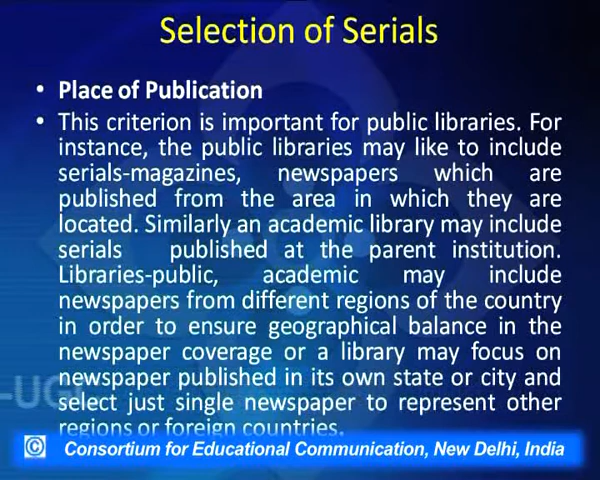 Selection of Serials
• Place of Publication
• This criterion is important for public libraries. For
instance, the public libraries may like to include
serials-magazines, newspapers which are
published from the area in which they are
located. Similarly an academic library may include
serials published at the parent institution.
Libraries-public, academic may include
newspapers from different regions of the country
in order to ensure geographical balance in the
newspaper coverage or a library may focus on
newspaper published in its own state or city and
select just single newspaper to represent other
regions or foreign countries.
-UG
© Consortium for Educational Communication, New Delhi, India